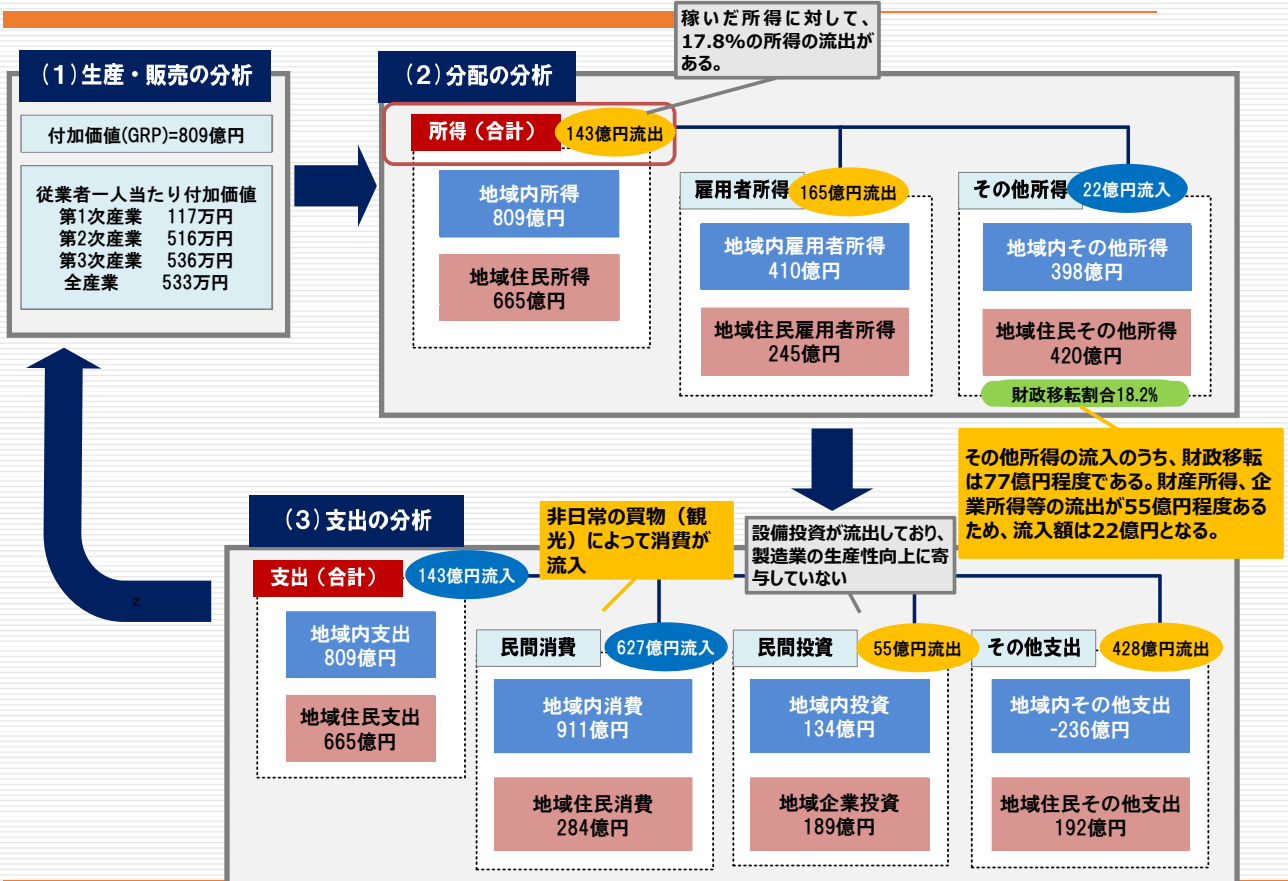 稼いだ所得に対して、
17.8%の所得の流出が
ある。
(1)生産・販売の分析
付加価値(GRP)=809億円
従業者一人当たり付加価値
第1次産業 117万円
第2次産業 516万円
第3次産業 536万円
全産業 533万円
(2)分配の分析
所得(合計)
143億円流出
地域内所得
809億円
地域住民所得
665億円
雇用者所得
165億円流出
地域内雇用者所得
410億円
地域住民雇用者所得
245億円
その他所得
22億円流入
地域内その他所得
398億円
地域住民その他所得
420億円
財政移転割合18.2%
その他所得の流入のうち、財政移転
は77億円程度である。財産所得、企
業所得等の流出が55億円程度ある
ため、流入額は22億円となる。
(3)支出の分析
非日常の買物(観
光)によって消費が
流入
設備投資が流出しており、
製造業の生産性向上に寄
与していない
支出(合計)
143億円流入
地域内支出
809億円
地域住民支出
665億円
民間消費
627億円流入
地域内消費
911億円
地域住民消費
284億円
民間投資
55億円流出
地域内投資
134億円
地域企業投資
189億円
その他支出
428億円流出
地域内その他支出
-236億円
地域住民その他支出
192億円
z